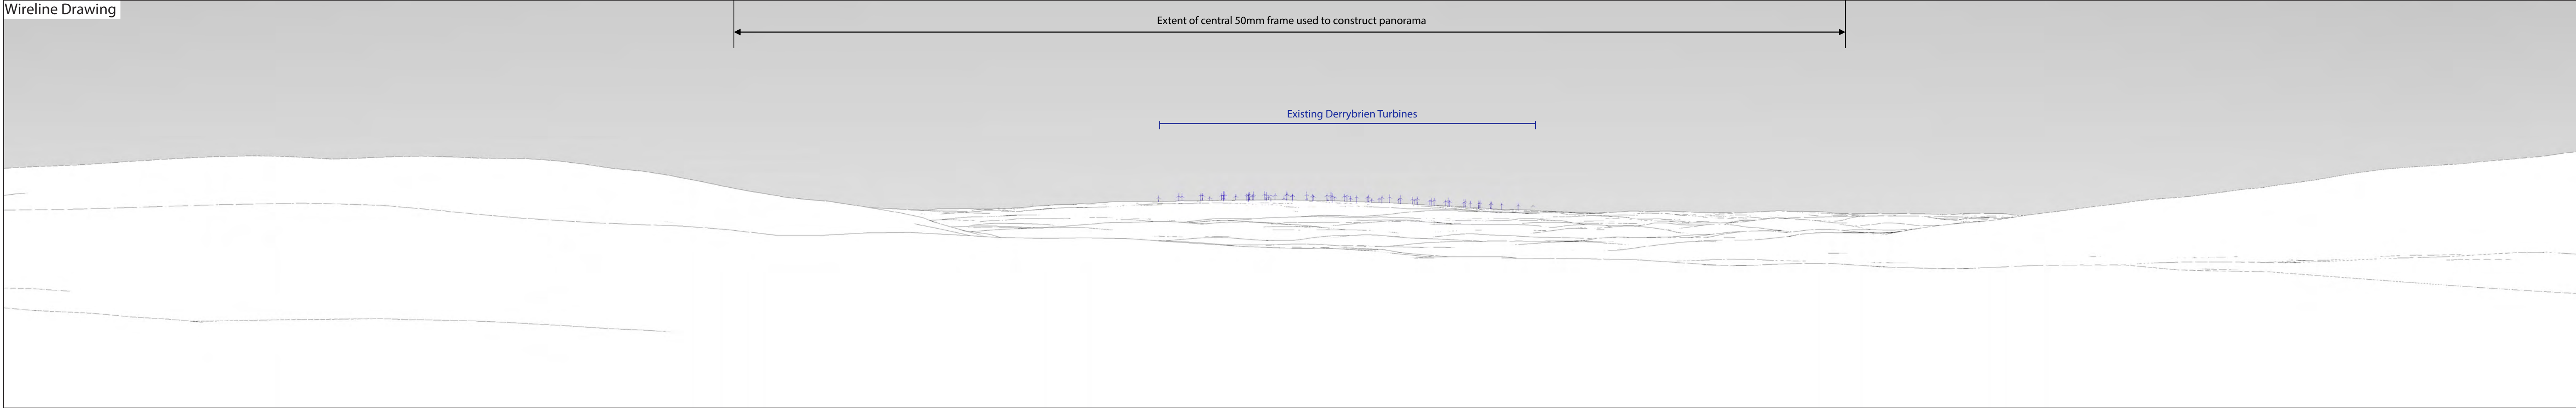 Wireline Drawing
Extent of central 50mm frame used to construct panorama
Existing Derrybrien Turbines